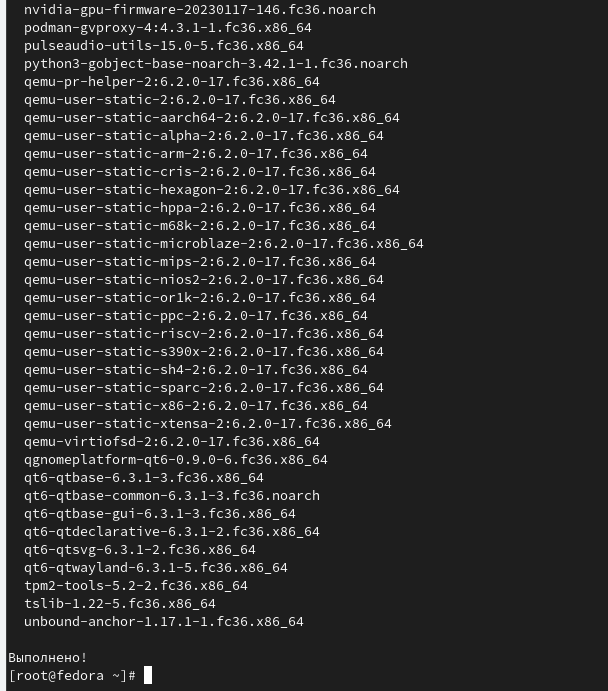 nvidia-gpu-firmware-20230117-146.fc36.noarch
podman-gvproxy-4:4.3.1-1.fc36.x86_64
pulseaudio-utils-15.0-5.fc36.x86_64
python3-gobject-base-noarch-3.42.1-1.fc36.noarch
qemu-pr-helper-2:6.2.0-17.fc36.x86_64
qemu-user-static-2:6.2.0-17.fc36.x86_64
qemu-user-static-aarch64-2:6.2.0-17.fc36.x86_64
qemu-user-static-alpha-2:6.2.0-17.fc36.x86_64
qemu-user-static-arm-2:6.2.0-17.fc36.x86_64
qemu-user-static-cris-2:6.2.0-17.fc36.x86_64
qemu-user-static-hexagon-2:6.2.0-17.fc36.x86_64
qemu-user-static-hppa-2:6.2.0-17.fc36.x86_64
qemu-user-static-m68k-2:6.2.0-17.fc36.x86_64
qemu-user-static-microblaze-2:6.2.0-17.fc36.x86_64
qemu-user-static-mips-2:6.2.0-17.fc36.x86_64
qemu-user-static-nios2-2:6.2.0-17.fc36.x86_64
qemu-user-static-or1k-2:6.2.0-17.fc36.x86_64
qemu-user-static-ppc-2:6.2.0-17.fc36.x86_64
qemu-user-static-riscv-2:6.2.0-17.fc36.x86_64
qemu-user-static-s390x-2:6.2.0-17.fc36.x86_64
qemu-user-static-sh4-2:6.2.0-17.fc36.x86_64
qemu-user-static-sparc-2:6.2.0-17.fc36.x86_64
qemu-user-static-x86-2:6.2.0-17.fc36.x86_64
qemu-user-static-xtensa-2:6.2.0-17.fc36.x86_64
qemu-virtiofsd-2:6.2.0-17.fc36.x86_64
qgnomeplatform-qt6-0.9.0-6.fc36.x86_64
qt6-qtbase-6.3.1-3.fc36.x86_64
qt6-qtbase-common-6.3.1-3.fc36.noarch
qt6-qtbase-gui-6.3.1-3.fc36.x86_64
qt6-qtdeclarative-6.3.1-2.fc36.x86_64
qt6-qtsvg-6.3.1-2.fc36.x86_64
qt6-qtwayland-6.3.1-5.fc36.x86_64
tpm2-tools-5.2-2.fc36.x86_64
tslib-1.22-5.fc36.x86_64
unbound-anchor-1.17.1-1.fc36.x86_64
Выполнено!
[root@fedora ~]#